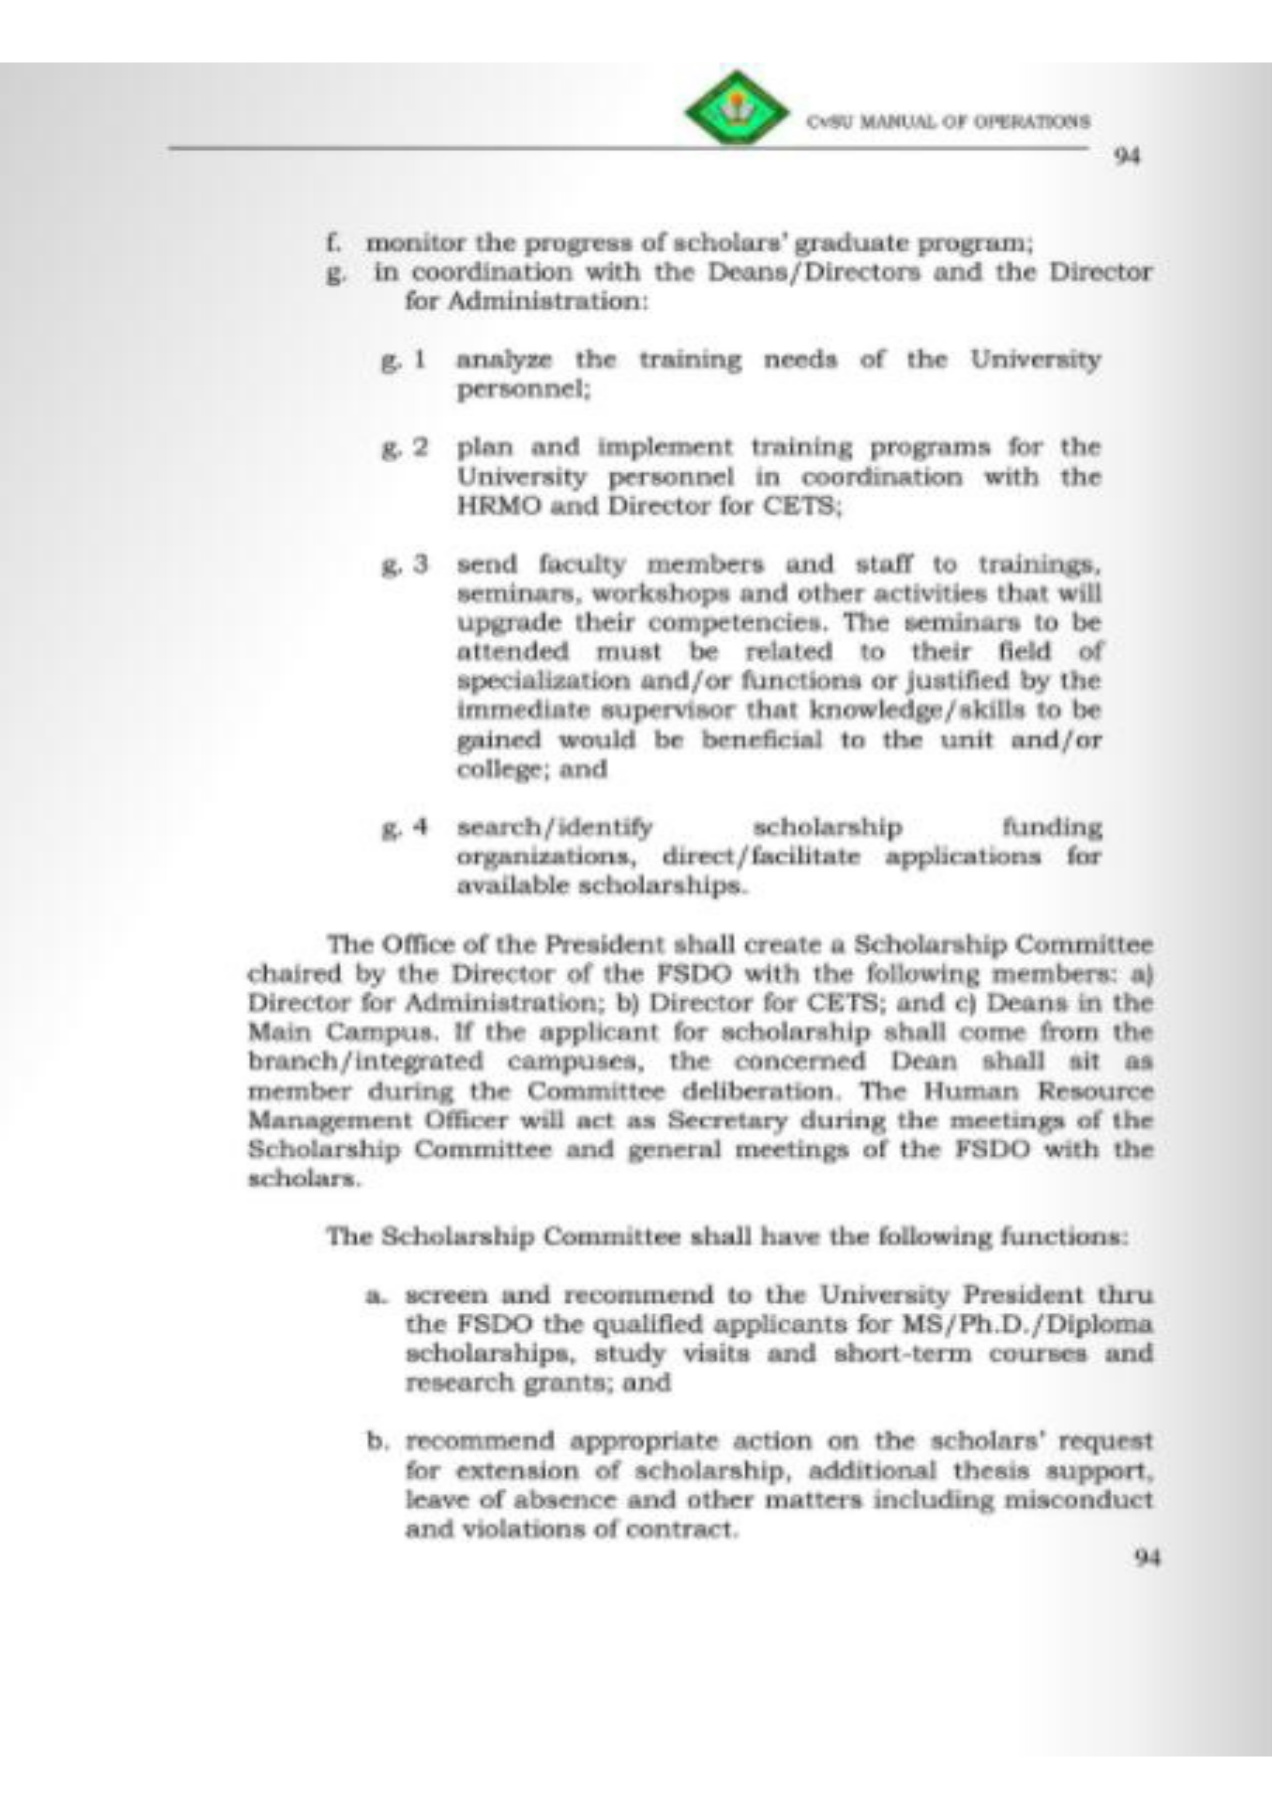 CvSU MANUAL OF OPERATIONS
94
f. monitor the progress of scholars' graduate program;
g. in coordination with the Deans/Directors and the Director
for Administration:
g. 1 analyze the training needs of the University
personnel;
g. 2 plan and implement training programs for the
University personnel in coordination with the
HRMO and Director for CETS;
g. 3 send faculty members and staff to trainings,
seminars, workshops and other activities that will
upgrade their competencies. The seminars to be
attended must be related to their field of
specialization and/or functions or justified by the
immediate supervisor that knowledge/skills to be
gained would be beneficial to the unit and/or
college; and
g. 4 search/identify scholarship funding
organizations, direct/facilitate applications for
available scholarships.
The Office of the President shall create a Scholarship Committee
chaired by the Director of the FSDO with the following members: a)
Director for Administration; b) Director for CETS; and c) Deans in the
Main Campus. If the applicant for scholarship shall come from the
branch/integrated campuses, the concerned Dean shall sit as
member during the Committee deliberation. The Human Resource
Management Officer will act as Secretary during the meetings of the
Scholarship Committee and general meetings of the FSDO with the
scholars.
The Scholarship Committee shall have the following functions:
a. screen and recommend to the University President thru
the FSDO the qualified applicants for MS/Ph.D./Diploma
scholarships, study visits and short-term courses and
research grants; and
b. recommend appropriate action on the scholars' request
for extension of scholarship, additional thesis support,
leave of absence and other matters including misconduct
and violations of contract.
94